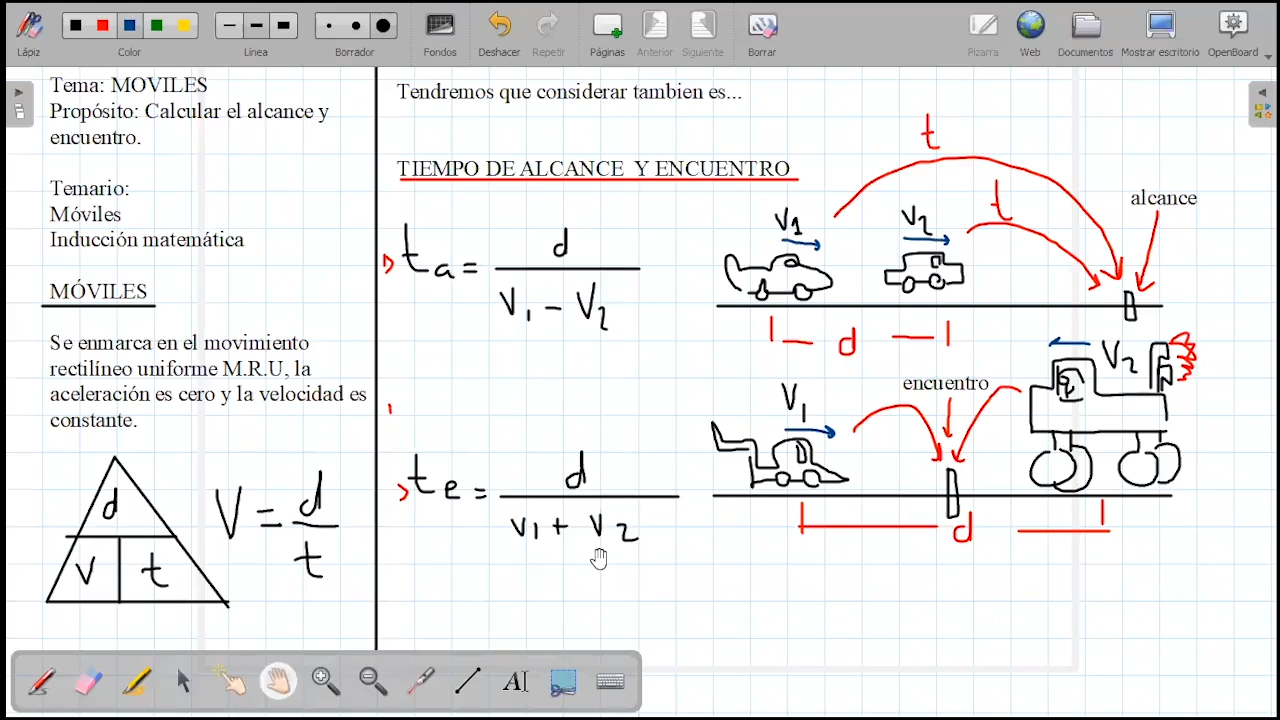 Lápiz
Color
Línea
Borrador
Fondos
Deshacer
Repetir
Páginas
Anterior
Siguiente
Borrar
Pizarra
Web
Documentos
Mostrar escritorio
OpenBoard
Tema: MOVILES
Propósito: Calcular el alcance y
encuentro.
Temario:
Móviles
Inducción matemática
MÓVILES
Se enmarca en el movimiento
rectilíneo uniforme M.R.U, la
aceleración es cero y la velocidad es
constante.
d
V t
V = d / t
Tendremos que considerar tambien es...
TIEMPO DE ALCANCE Y ENCUENTRO
ta = d / V1 - V2
te = d / V1 + V2
t
t
alcance
V1
V2
d
encuentro
V1
V2
d
AI